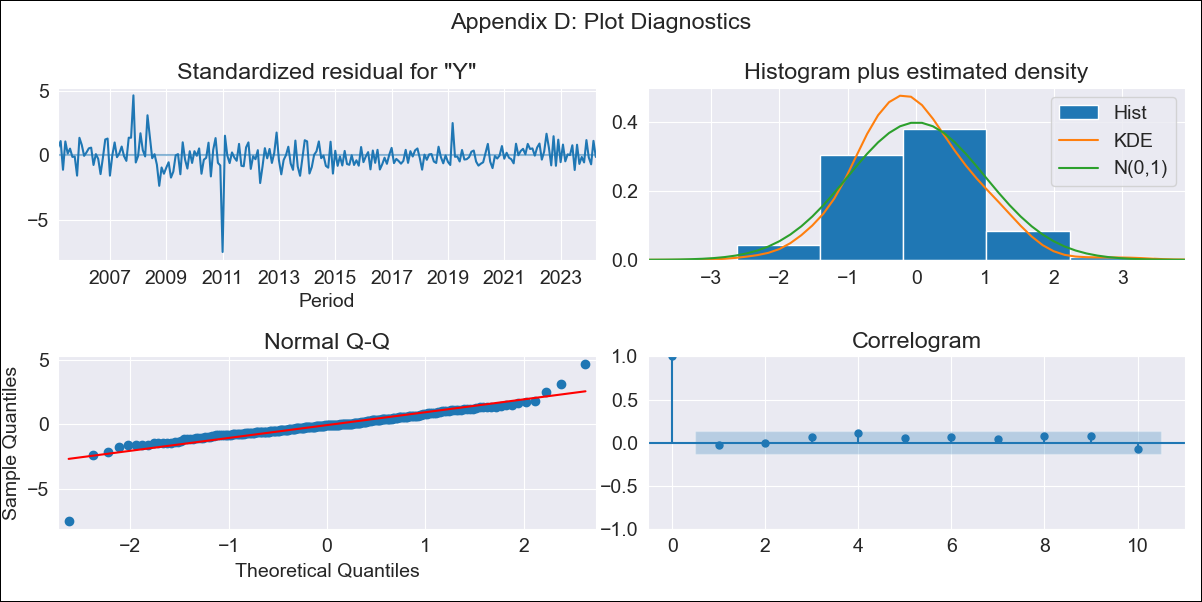 Appendix D: Plot Diagnostics
Standardized residual for "Y"
5
0
−5
2007 2009 2011 2013 2015 2017 2019 2021 2023
Period
Histogram plus estimated density
Hist
KDE
N(0,1)
0.4
0.2
0.0
−3 −2 −1 0 1 2 3
Normal Q-Q
Sample Quantiles
5
0
−5
−2 −1 0 1 2
Theoretical Quantiles
Correlogram
1.0
0.5
0.0
−0.5
−1.0
0 2 4 6 8 10